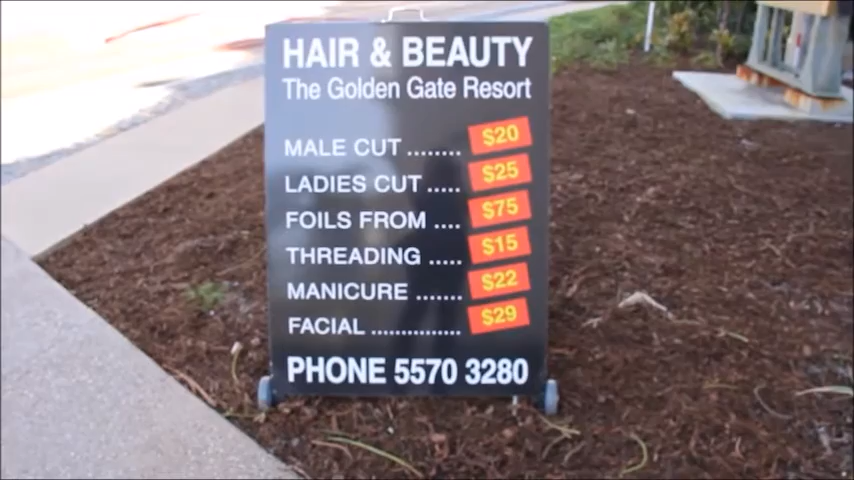 HAIR & BEAUTY
The Golden Gate Resort
MALE CUT ........ $20
LADIES CUT ..... $25
FOILS FROM .... $75
THREADING ..... $15
MANICURE ....... $22
FACIAL .............. $29
PHONE 5570 3280